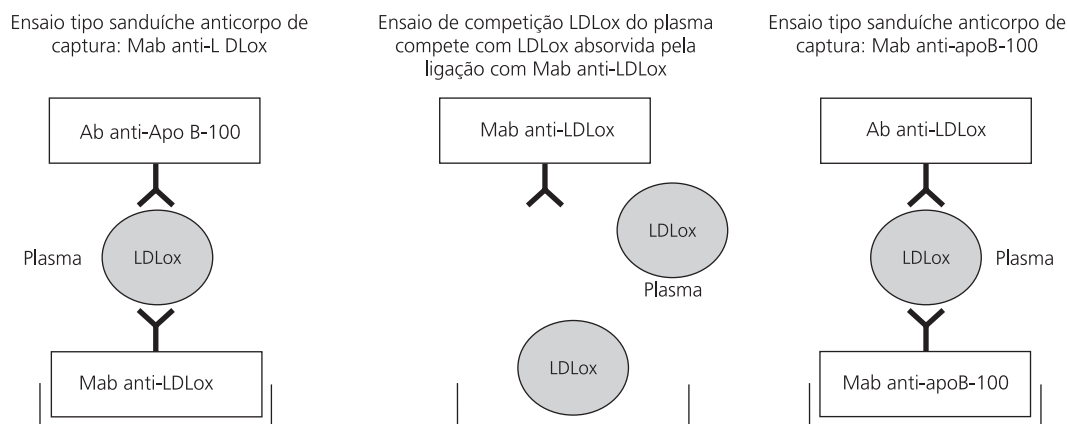 Ensaio tipo sanduíche anticorpo de
captura: Mab anti-L DLox
Ab anti-Apo B-100
Plasma
LDLox
Mab anti-LDLox
Ensaio de competição LDLox do plasma
compete com LDLox absorvida pela
ligação com Mab anti-LDLox
Mab anti-LDLox
LDLox
Plasma
LDLox
Ensaio tipo sanduíche anticorpo de
captura: Mab anti-apoB-100
Ab anti-LDLox
LDLox
Plasma
Mab anti-apoB-100